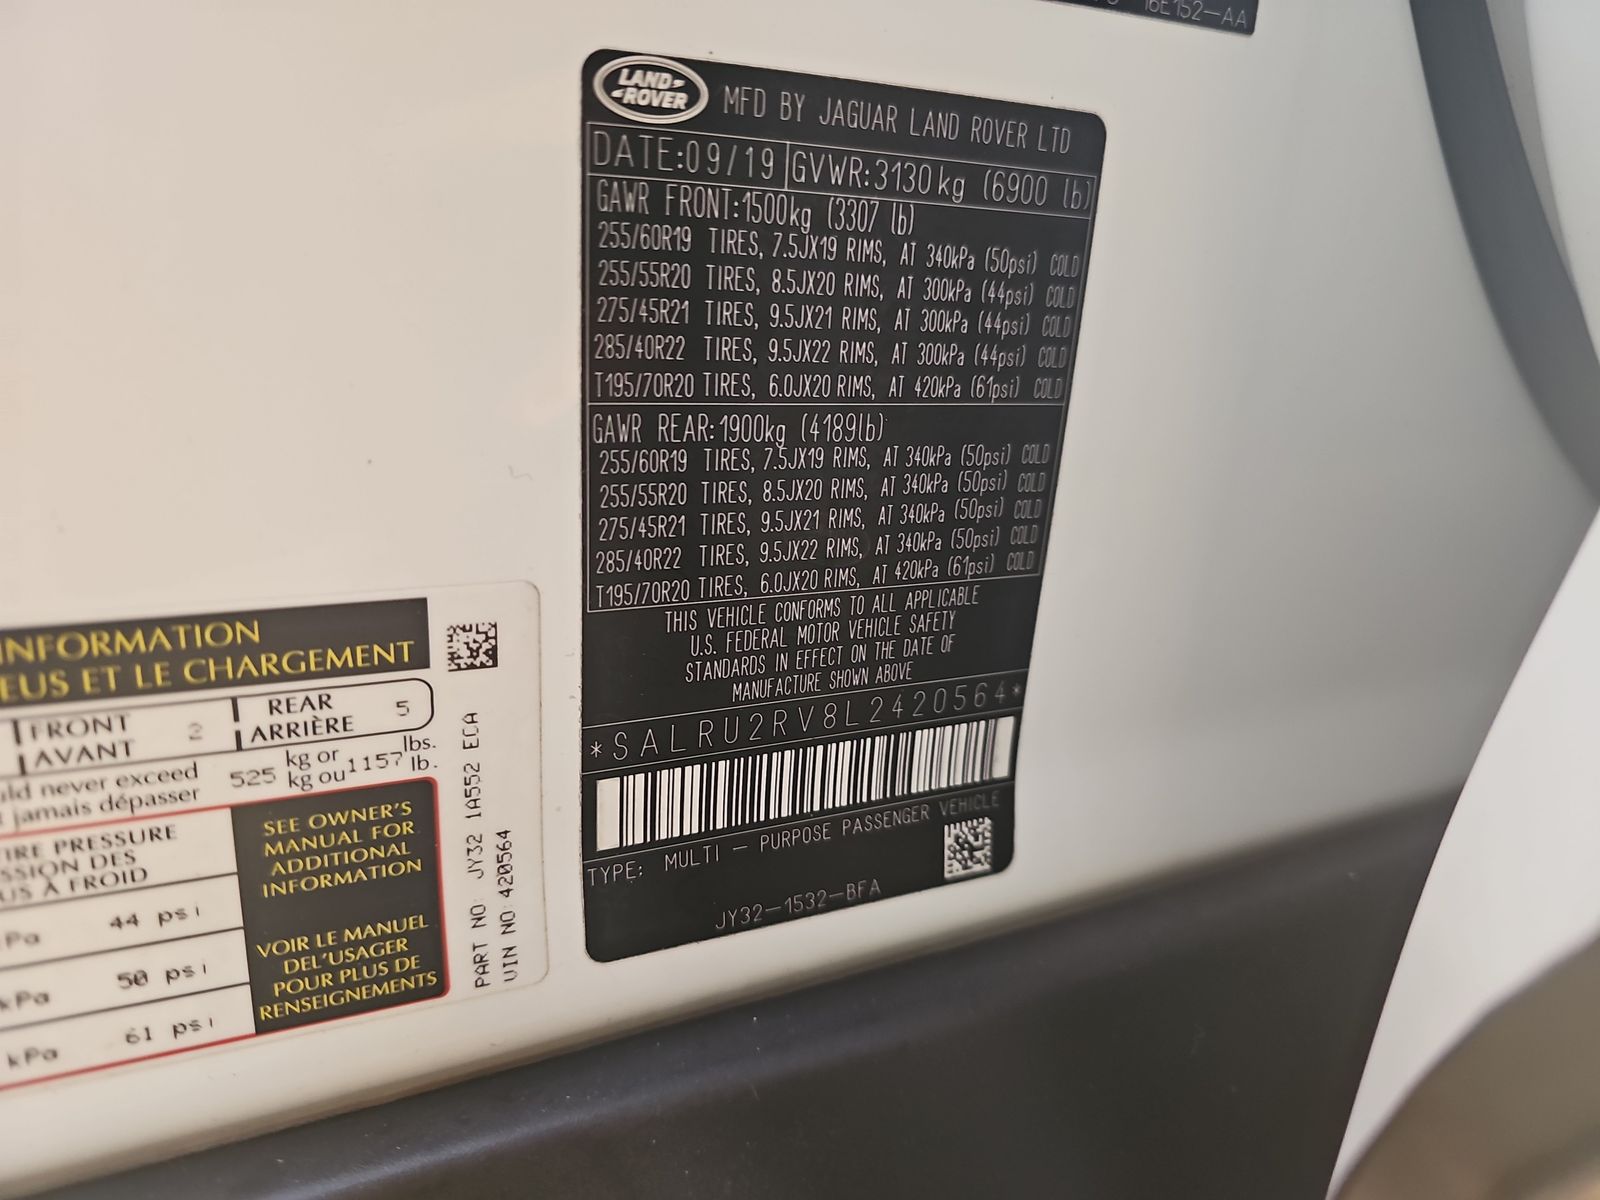 16E152-AA
LAND
ROVER
MFD BY JAGUAR LAND ROVER LTD
DATE:09/19 GVWR:3130 kg (6900 lb)
GAWR FRONT:1500kg (3307 lb)
255/60R19 TIRES, 7.5JX19 RIMS, AT 340kPa (50psi) COLD
255/55R20 TIRES, 8.5JX20 RIMS, AT 300kPa (44psi) COLD
275/45R21 TIRES, 9.5JX21 RIMS, AT 300kPa (44psi) COLD
285/40R22 TIRES, 9.5JX22 RIMS, AT 300kPa (44psi) COLD
T195/70R20 TIRES, 6.0JX20 RIMS, AT 420kPa (61psi) COLD
GAWR REAR:1900kg (4189lb)
255/60R19 TIRES, 7.5JX19 RIMS, AT 340kPa (50psi) COLD
255/55R20 TIRES, 8.5JX20 RIMS, AT 340kPa (50psi) COLD
275/45R21 TIRES, 9.5JX21 RIMS, AT 340kPa (50psi) COLD
285/40R22 TIRES, 9.5JX22 RIMS, AT 340kPa (50psi) COLD
T195/70R20 TIRES, 6.0JX20 RIMS, AT 420kPa (61psi) COLD
THIS VEHICLE CONFORMS TO ALL APPLICABLE
U.S. FEDERAL MOTOR VEHICLE SAFETY
STANDARDS IN EFFECT ON THE DATE OF
MANUFACTURE SHOWN ABOVE
*SALRU2RV8L2420564*
TYPE: MULTI - PURPOSE PASSENGER VEHICLE
JY32-1532-BFA
INFORMATION
EUS ET LE CHARGEMENT
FRONT
AVANT 2
REAR
ARRIÈRE 5
uld never exceed
jamais dépasser
525 kg or
kg ou 1157 lbs.
lb.
TIRE PRESSURE
SSION DES
US À FROID
Pa 44 psi
kPa 50 psi
kPa 61 psi
SEE OWNER'S
MANUAL FOR
ADDITIONAL
INFORMATION
VOIR LE MANUEL
DEL'USAGER
POUR PLUS DE
RENSEIGNEMENTS
PART NO: JY32 1A552 ECA
VIN NO: 420564